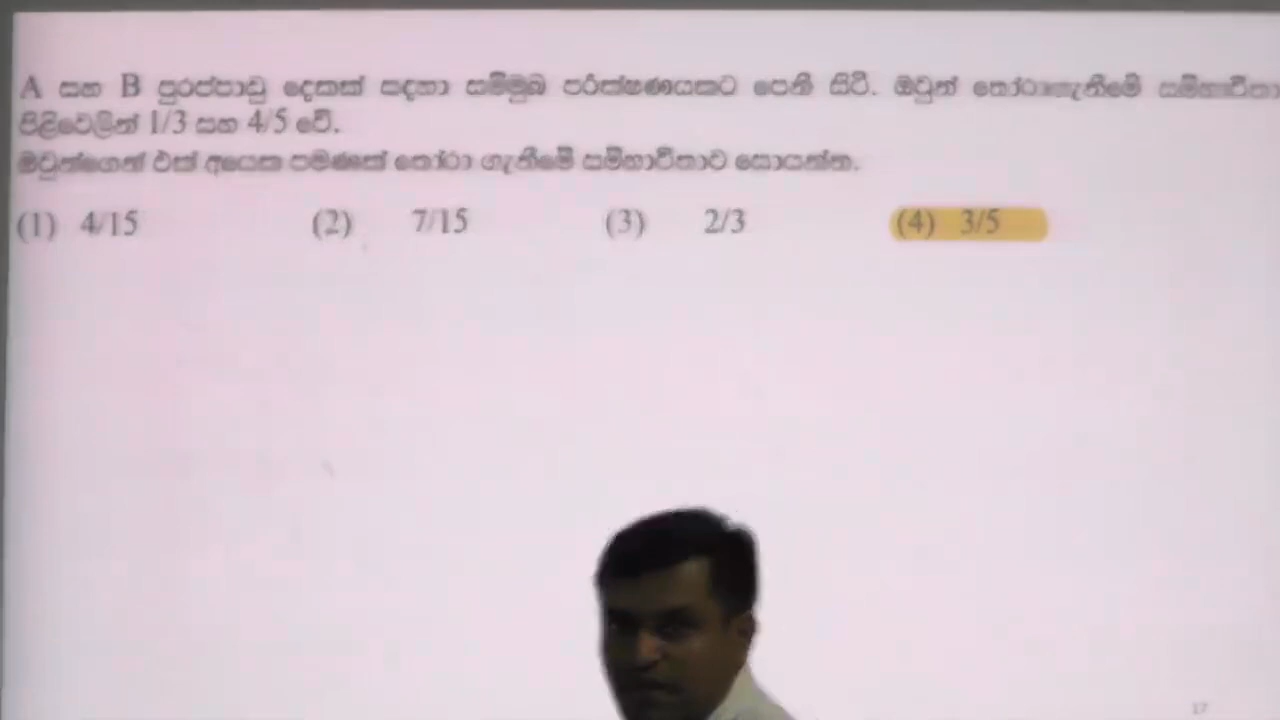 A සහ B පුරප්පාඩු දෙකක් සඳහා සම්මුඛ පරීක්ෂණයකට පෙනී සිටී. ඔවුන් තෝරාගැනීමේ සම්භාවිතා
පිළිවෙලින් 1/3 සහ 4/5 වේ.
ඔවුන්ගෙන් එක් අයෙක පමණක් තෝරා ගැනීමේ සම්භාවිතාව සොයන්න.
(1) 4/15 (2) 7/15 (3) 2/3 (4) 3/5
17